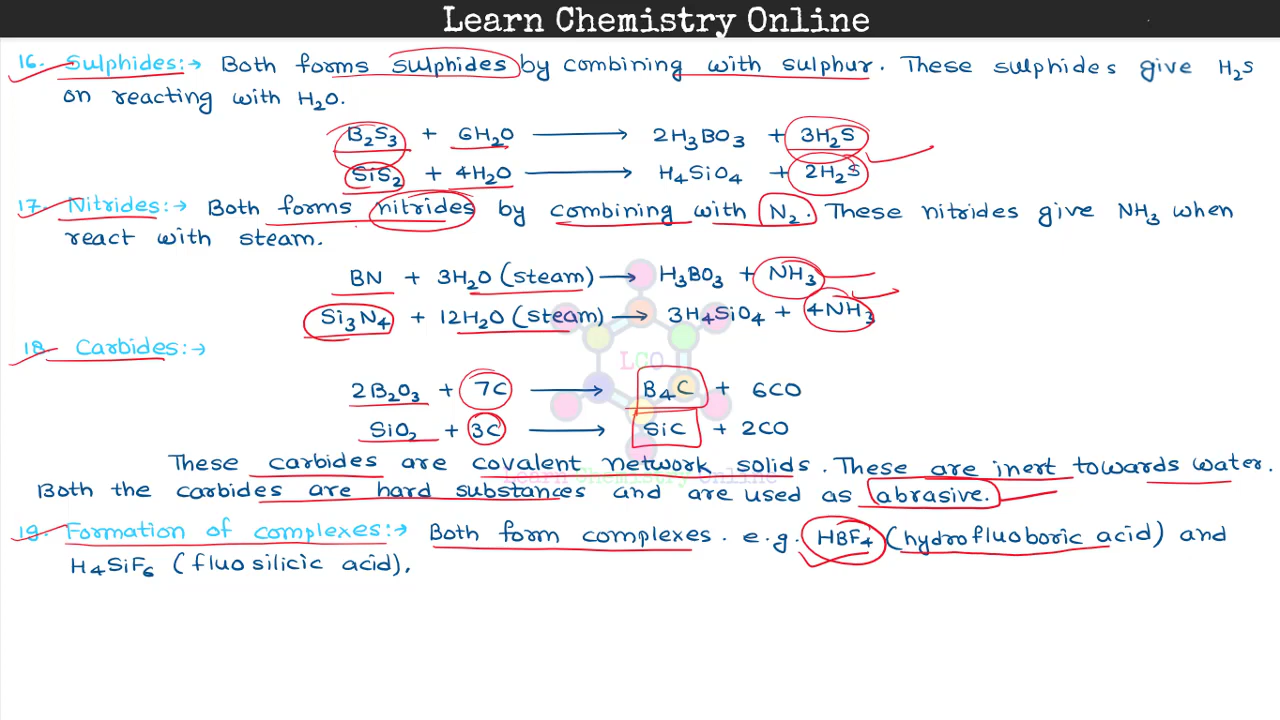 Learn Chemistry Online
16. Sulphides:→ Both forms sulphides by combining with sulphur. These sulphides give H₂S
on reacting with H₂O.
B₂S₃ + 6H₂O ⟶ 2H₃BO₃ + 3H₂S
SiS₂ + 4H₂O ⟶ H₄SiO₄ + 2H₂S
17. Nitrides:→ Both forms nitrides by combining with N₂. These nitrides give NH₃ when
react with steam.
BN + 3H₂O (steam) ⟶ H₃BO₃ + NH₃
Si₃N₄ + 12H₂O (steam) ⟶ 3H₄SiO₄ + 4NH₃
18. Carbides:→
LCO
2B₂O₃ + 7C ⟶ B₄C + 6CO
SiO₂ + 3C ⟶ SiC + 2CO
These carbides are covalent network solids. These are inert towards water.
Learn Chemistry Online
Both the carbides are hard substances and are used as abrasive.
19. Formation of complexes:→ Both form complexes. e.g. HBF₄ (hydrofluoboric acid) and
H₄SiF₆ (fluosilicic acid).